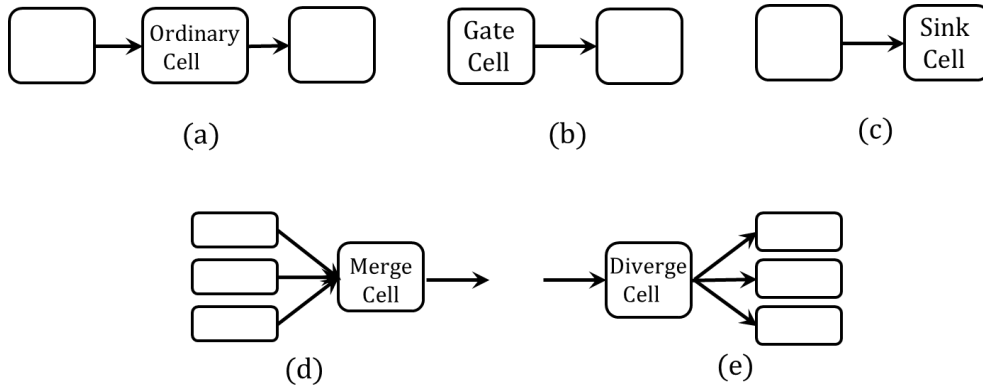 Ordinary
Cell
Gate
Cell
Sink
Cell
(a)
(b)
(c)
Merge
Cell
Diverge
Cell
(d)
(e)